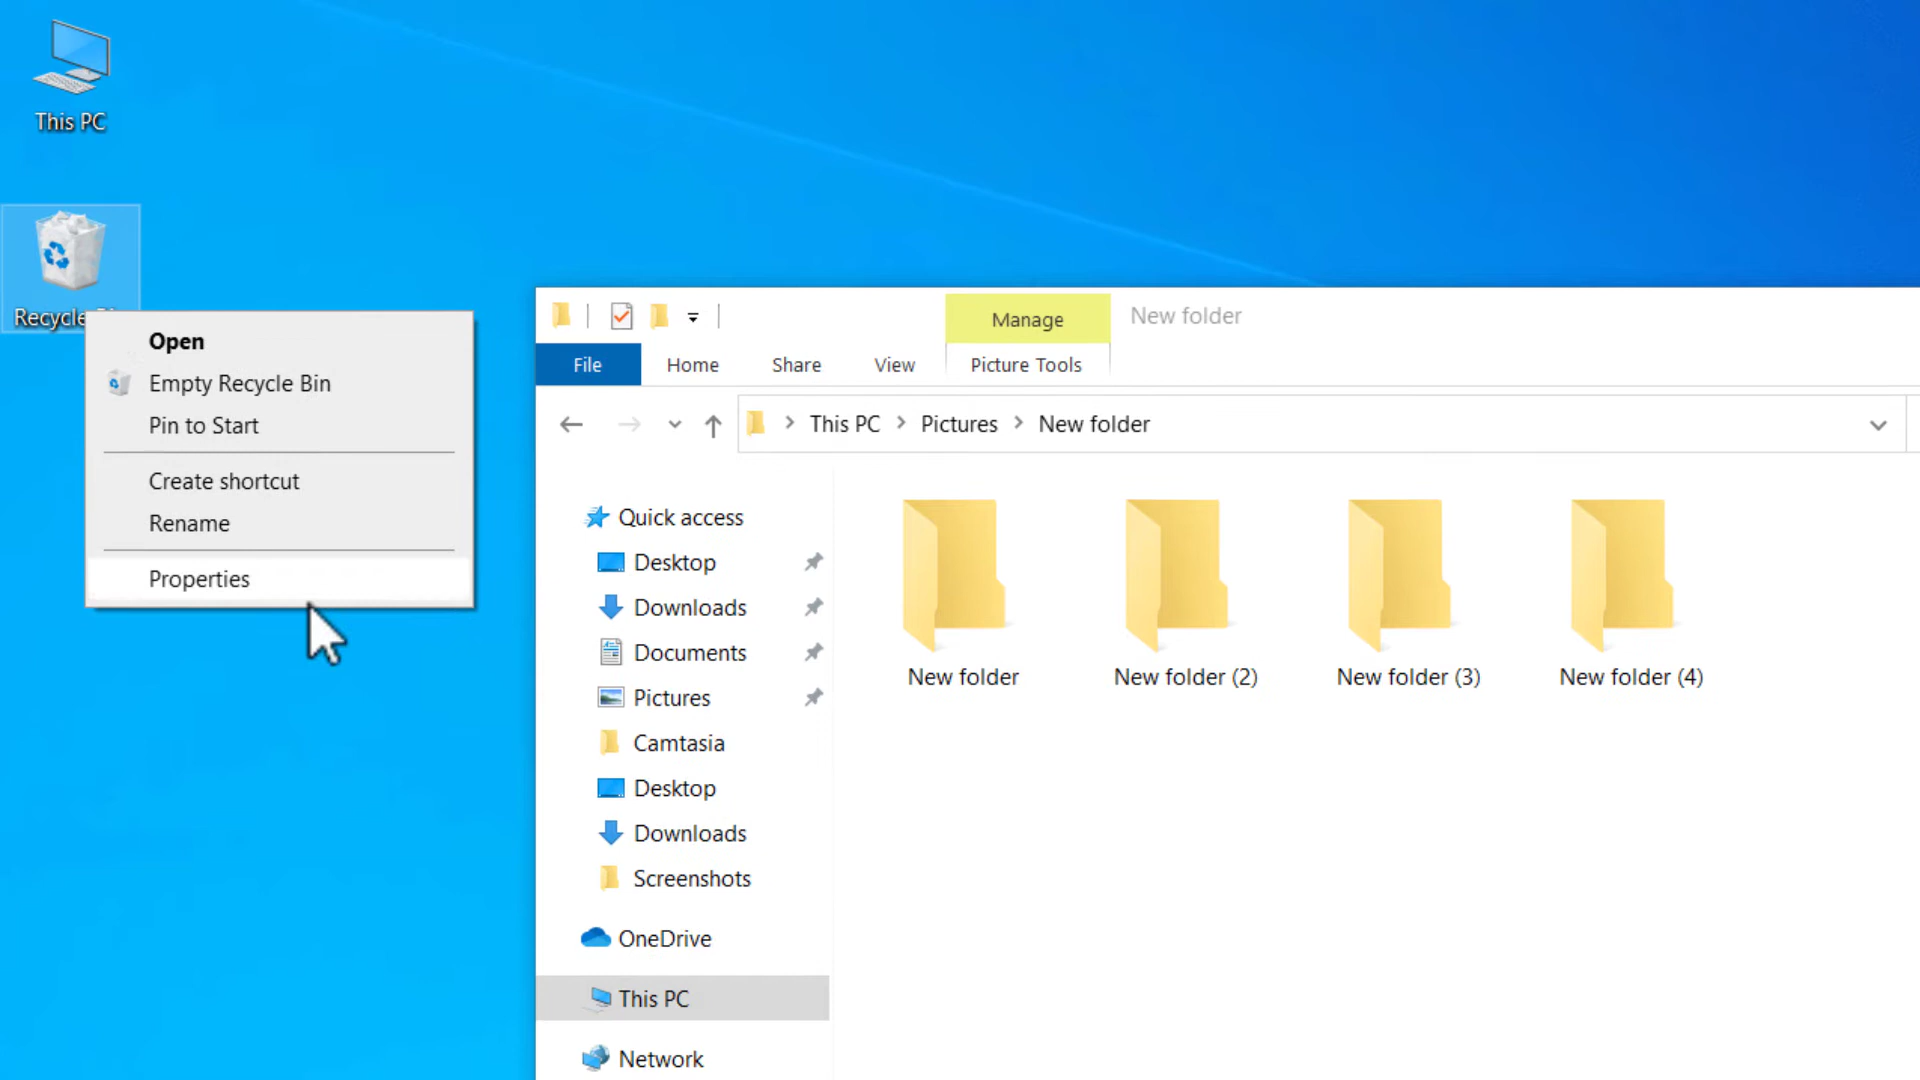 This PC
Recycle
Open
Empty Recycle Bin
Pin to Start
Create shortcut
Rename
Properties
Manage
New folder
File
Home
Share
View
Picture Tools
This PC
Pictures
New folder
Quick access
Desktop
Downloads
Documents
Pictures
Camtasia
Desktop
Downloads
Screenshots
OneDrive
This PC
Network
New folder
New folder (2)
New folder (3)
New folder (4)